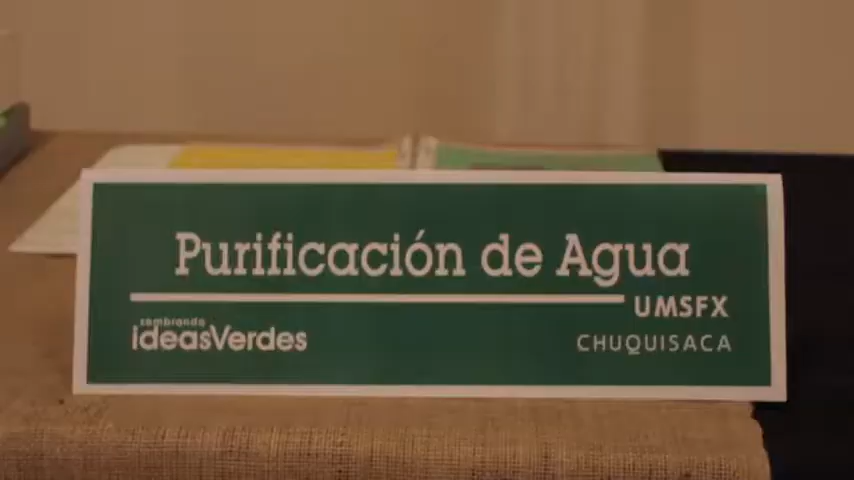 Purificación de Agua
UMSFX
sembrando
ideasVerdes
CHUQUISACA